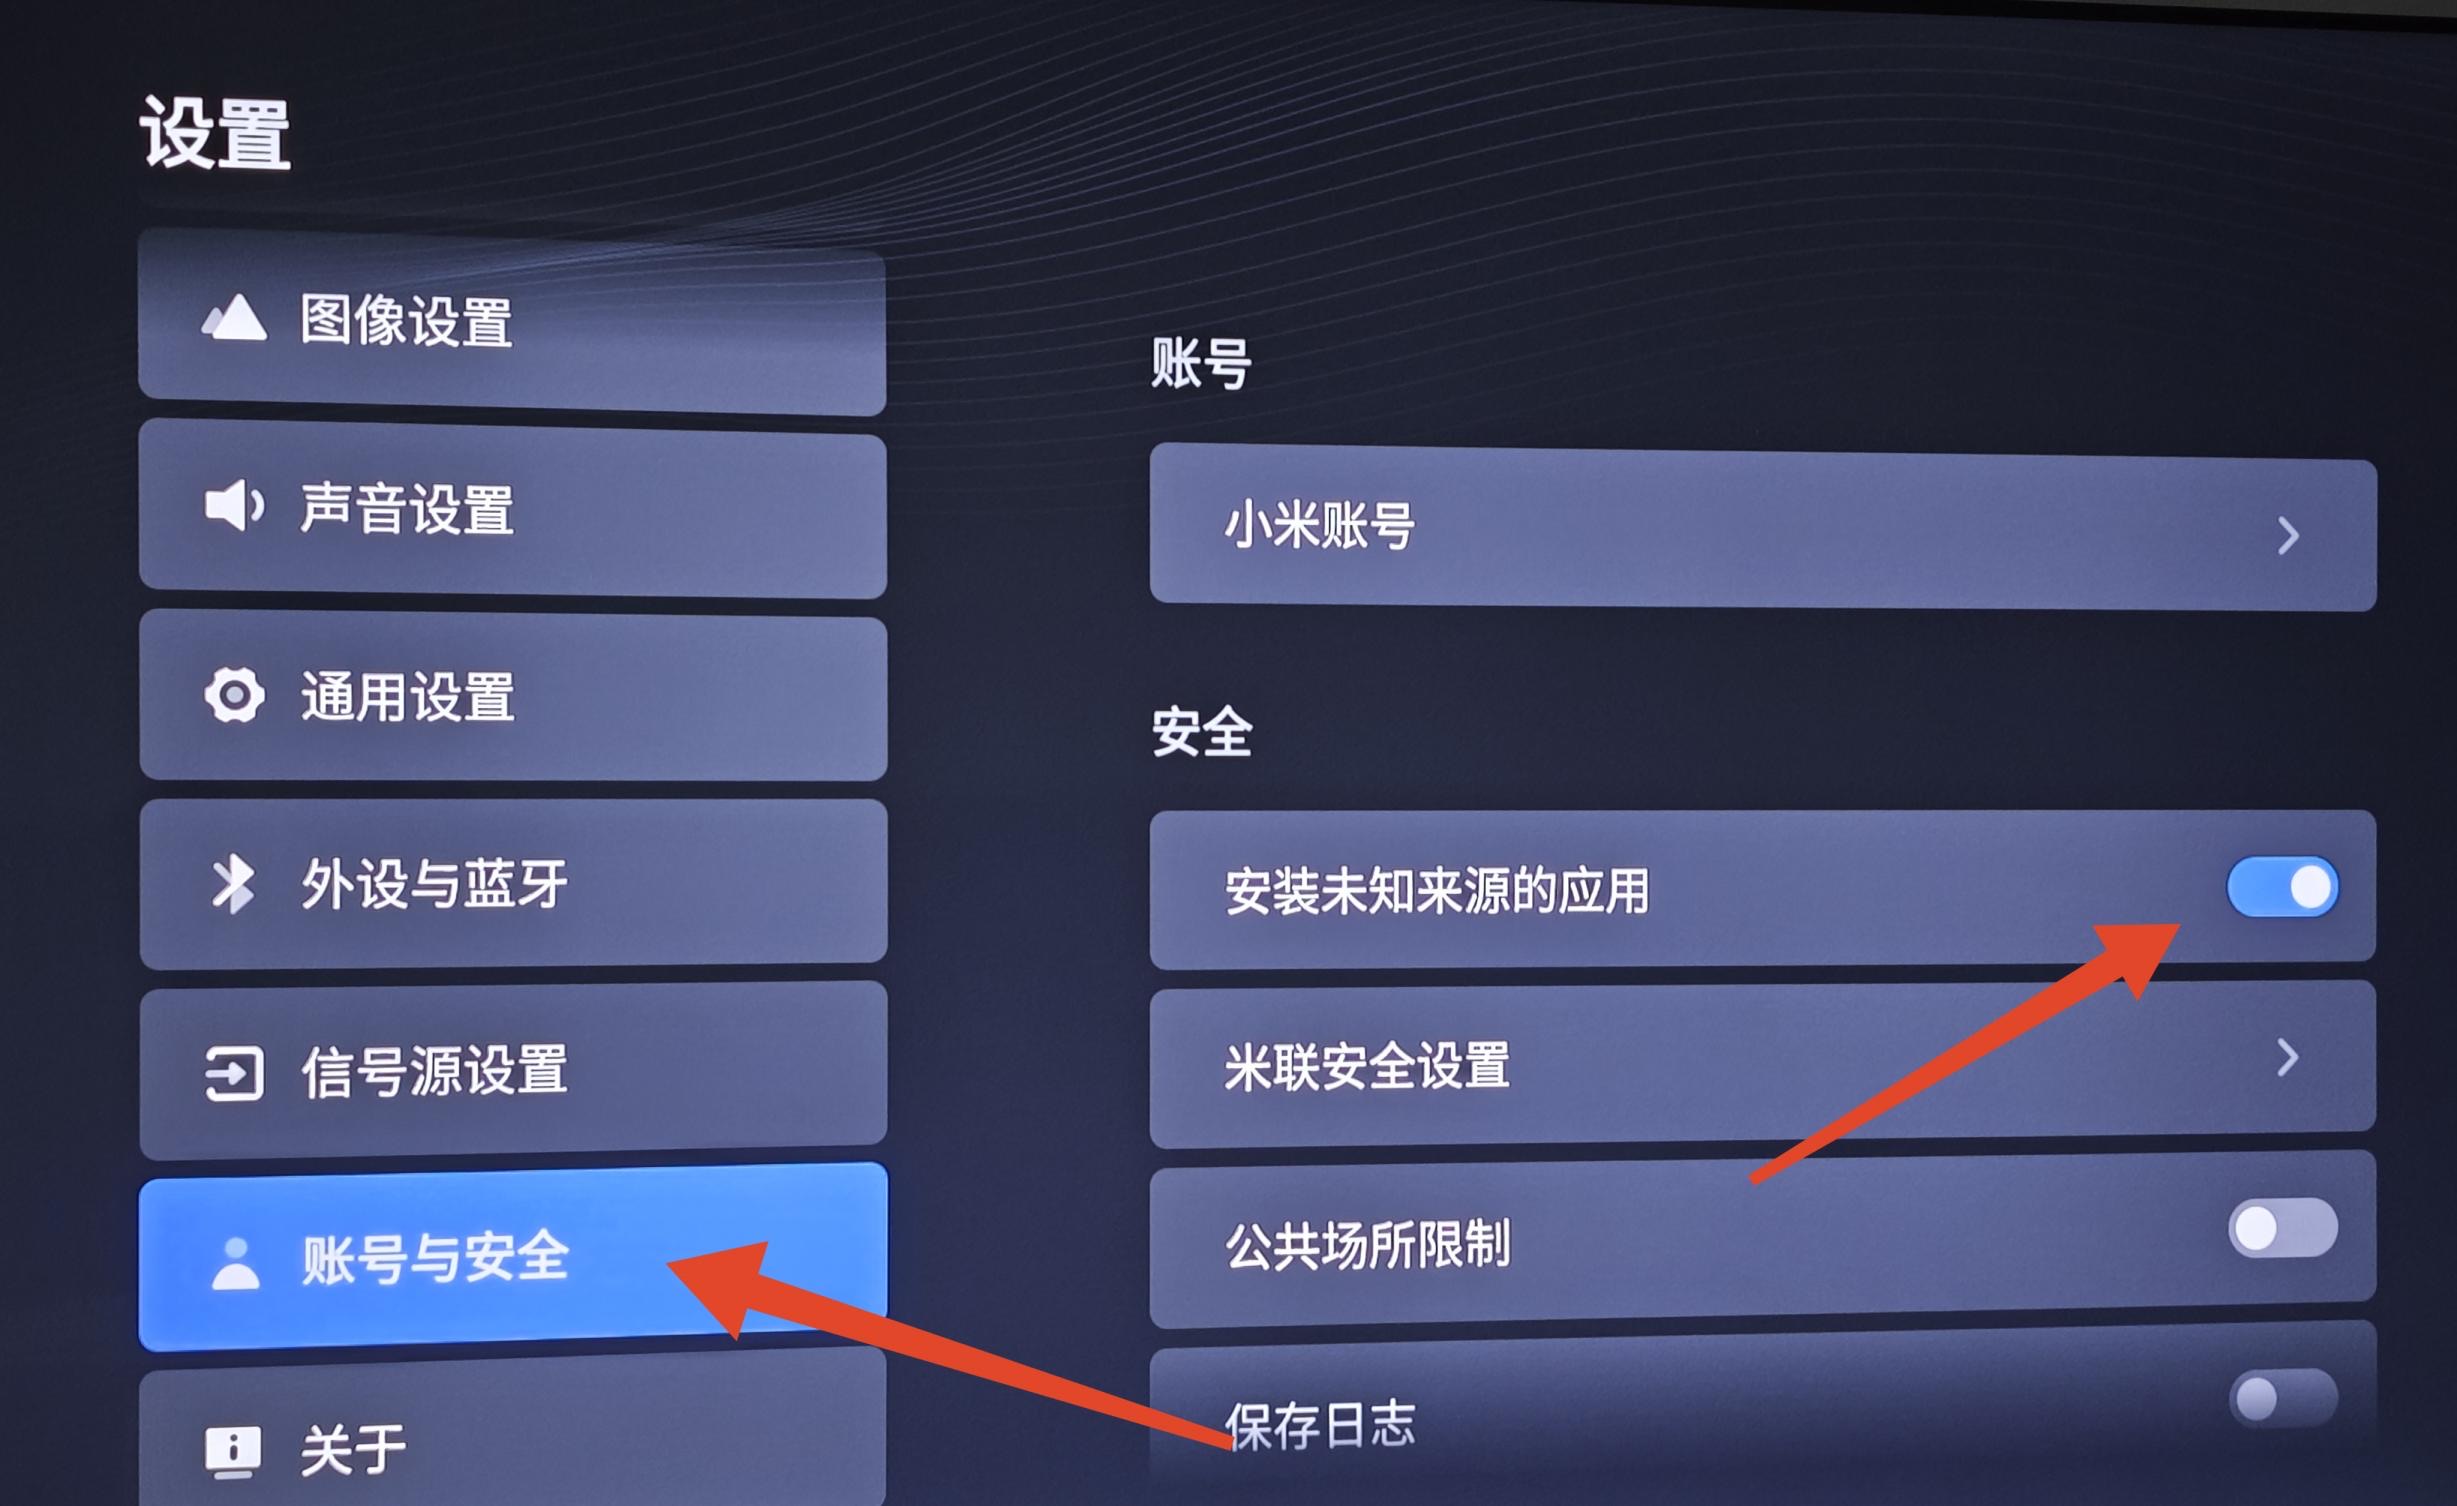 设置
图像设置
声音设置
通用设置
外设与蓝牙
信号源设置
账号与安全
关于
账号
小米账号
安全
安装未知来源的应用
米联安全设置
公共场所限制
保存日志